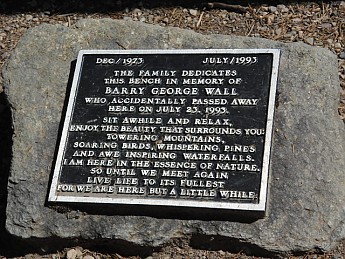 DEC/1973 JULY/1993
THE FAMILY DEDICATES
THIS BENCH IN MEMORY OF
BARRY GEORGE WALL
WHO ACCIDENTALLY PASSED AWAY
HERE ON JULY 23, 1993.
SIT AWHILE AND RELAX,
ENJOY THE BEAUTY THAT SURROUNDS YOU:
TOWERING MOUNTAINS,
SOARING BIRDS, WHISPERING PINES
AND AWE INSPIRING WATERFALLS.
I AM HERE IN THE ESSENCE OF NATURE.
SO UNTIL WE MEET AGAIN
LIVE LIFE TO ITS FULLEST
FOR WE ARE HERE BUT A LITTLE WHILE.